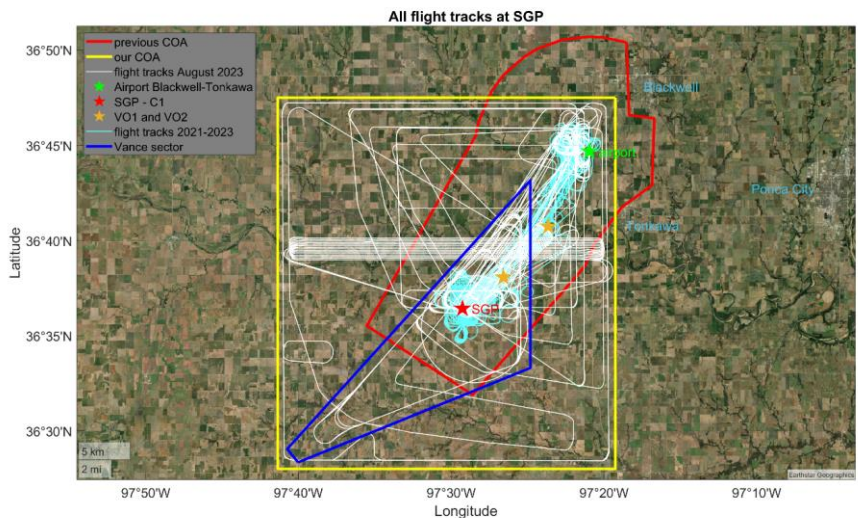 All flight tracks at SGP
36°50'N
36°45'N
36°40'N
36°35'N
36°30'N
Latitude
previous COA
our COA
flight tracks August 2023
Airport Blackwell-Tonkawa
SGP - C1
VO1 and VO2
flight tracks 2021-2023
Vance sector
Blackwell
Airport
Ponca City
Tonkawa
SGP
5 km
2 mi
Earthstar Geographics
97°50'W
97°40'W
97°30'W
97°20'W
97°10'W
Longitude